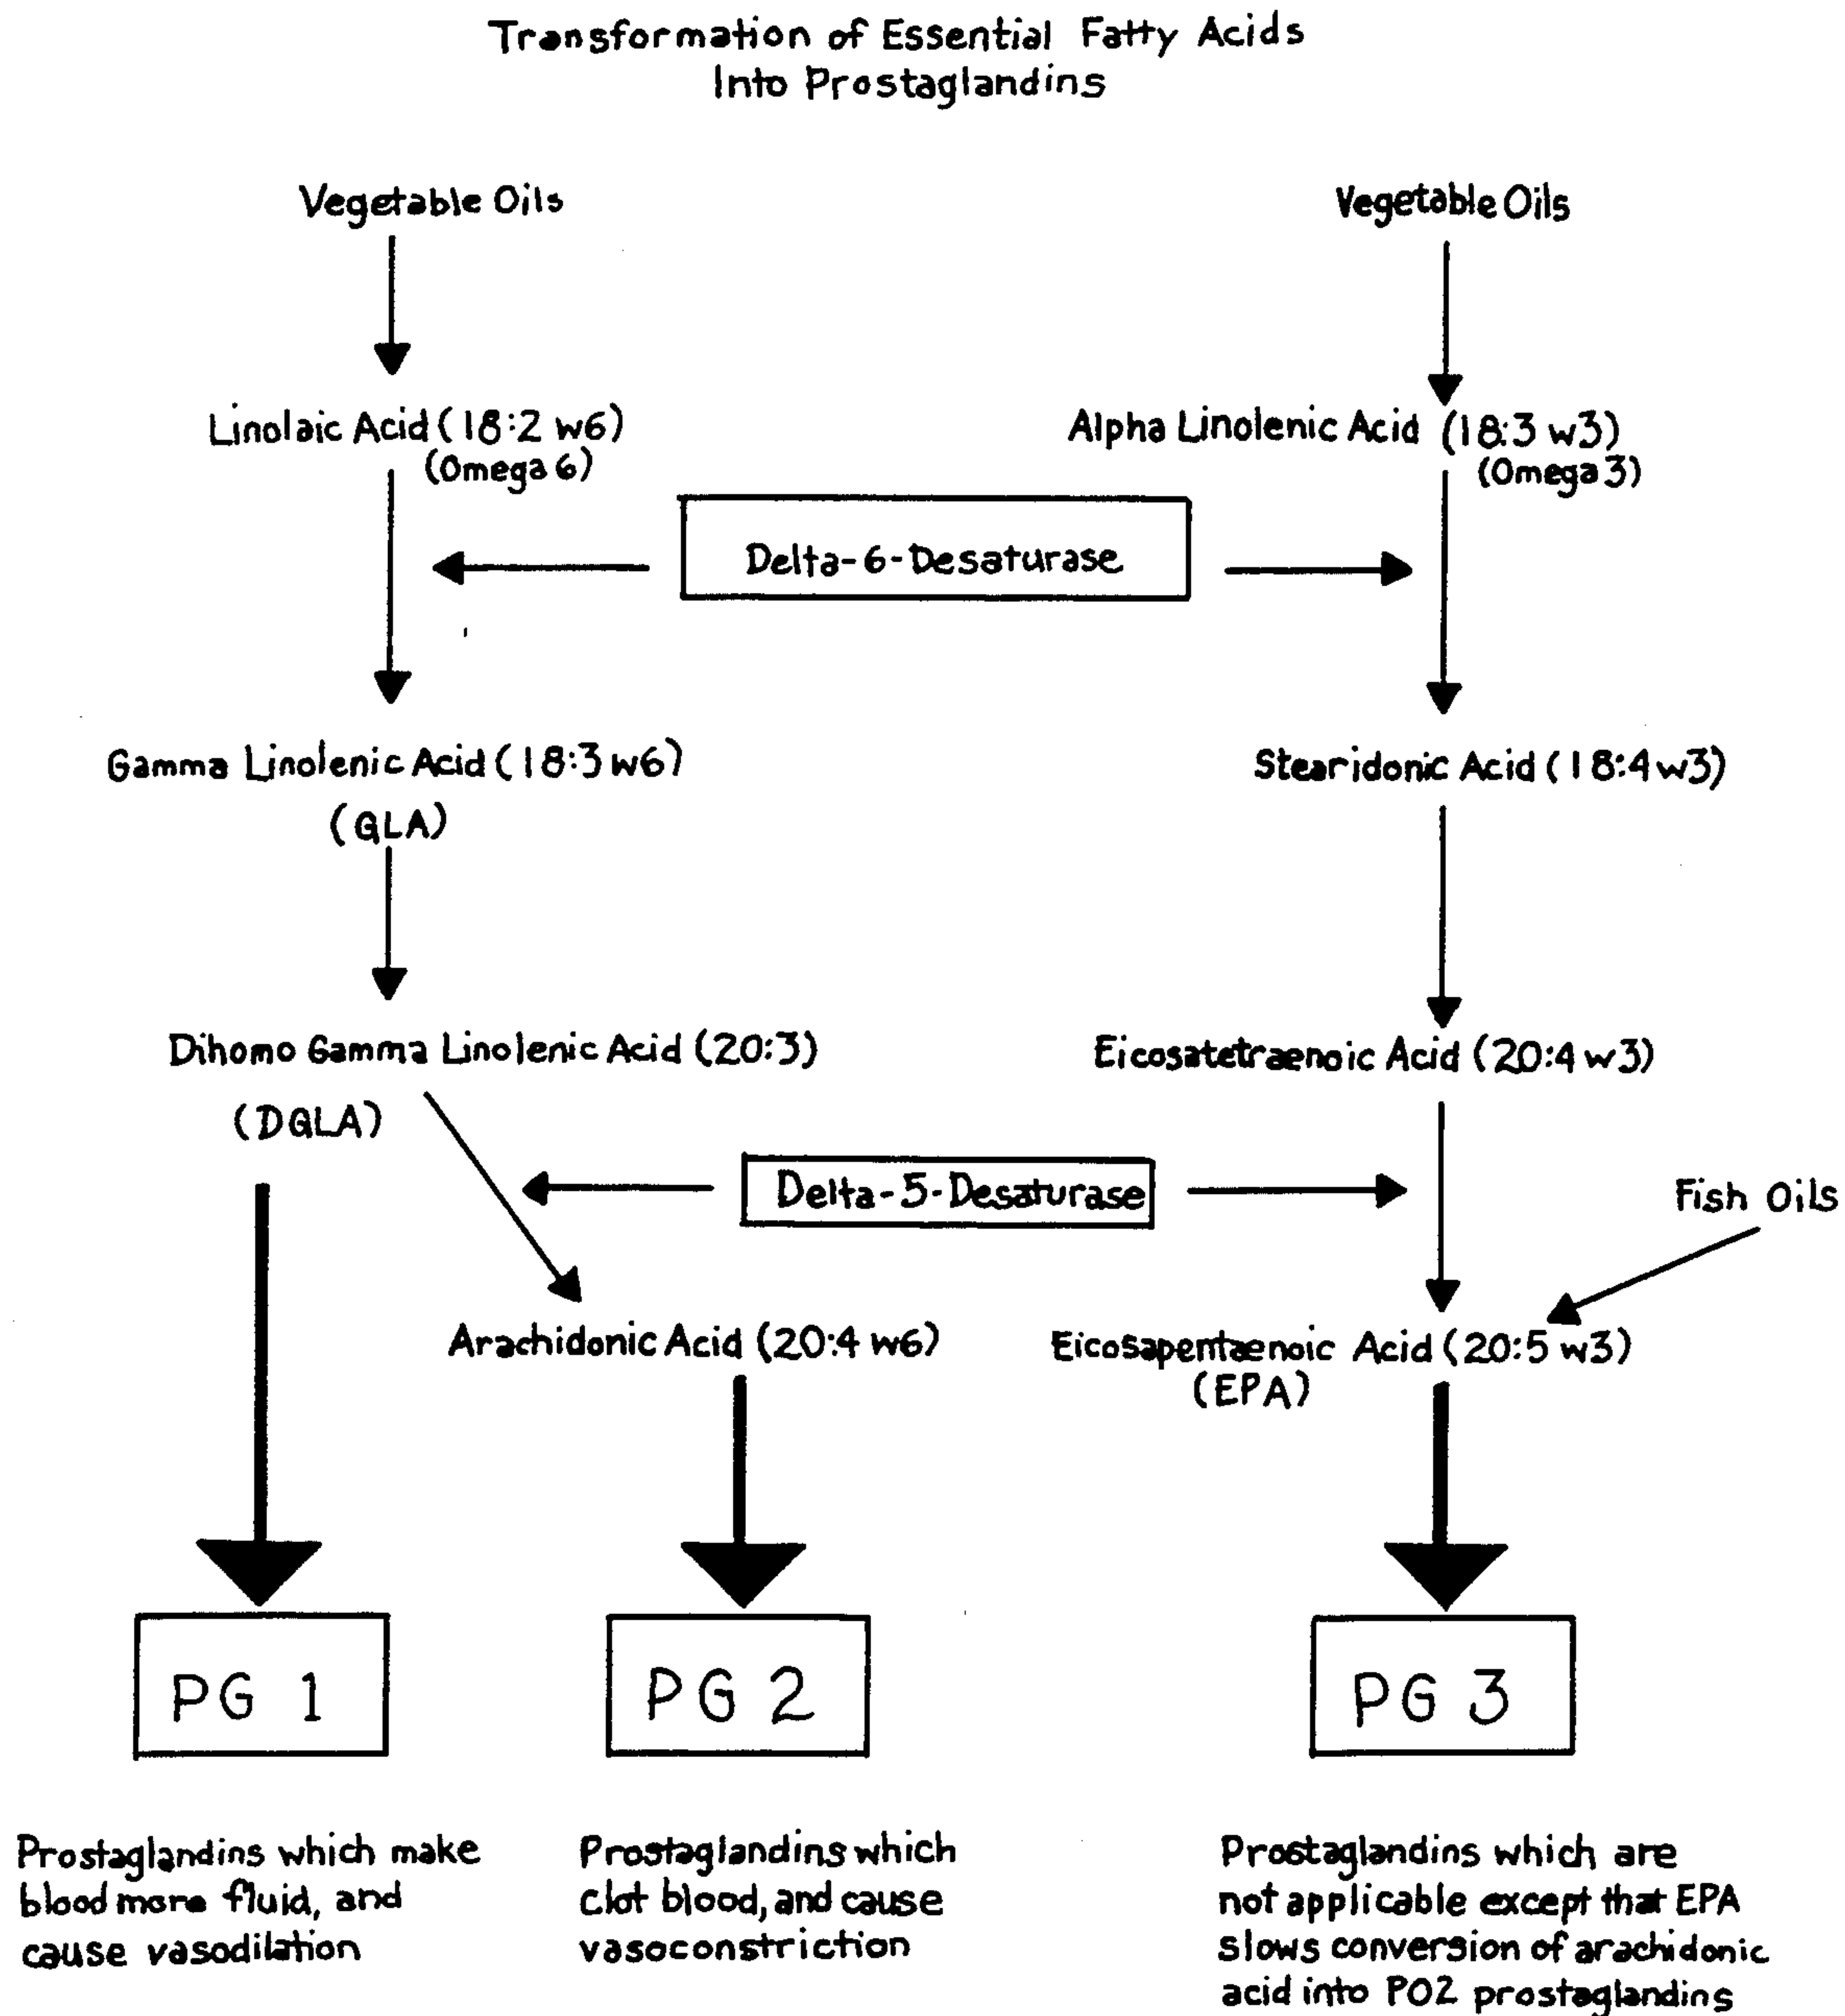 Transformation of Essential Fatty Acids
Into Prostaglandins
Vegetable Oils
Vegetable Oils
Linolaic Acid (18:2 w6)
(Omega 6)
Alpha Linolenic Acid (18:3 w3)
(Omega 3)
Delta-6-Desaturase
Gamma Linolenic Acid (18:3 w6)
(GLA)
Stearidonic Acid (18:4 w3)
Dihomo Gamma Linolenic Acid (20:3)
(DGLA)
Eicosatetraenoic Acid (20:4 w3)
Delta-5-Desaturase
Fish Oils
Arachidonic Acid (20:4 w6)
Eicosapentaenoic Acid (20:5 w3)
(EPA)
PG 1
PG 2
PG 3
Prostaglandins which make
blood more fluid, and
cause vasodilation
Prostaglandins which
clot blood, and cause
vasoconstriction
Prostaglandins which are
not applicable except that EPA
slows conversion of arachidonic
acid into PO2 prostaglandins